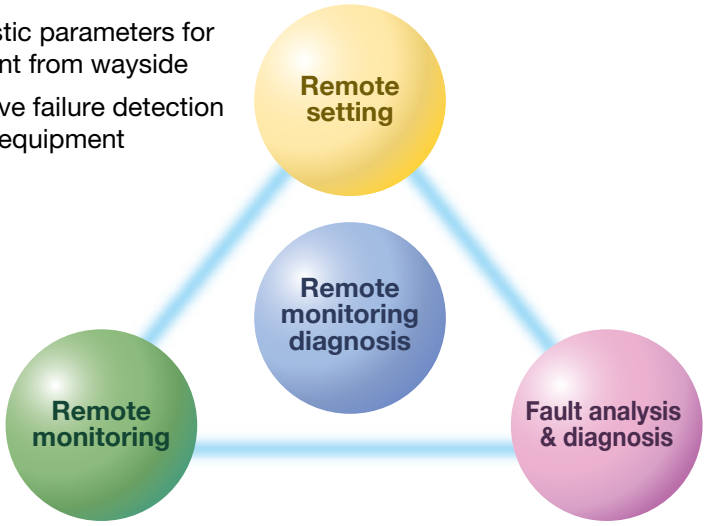 stic parameters for
nt from wayside
ve failure detection
equipment
Remote
setting
Remote
monitoring
diagnosis
Remote
monitoring
Fault analysis
& diagnosis